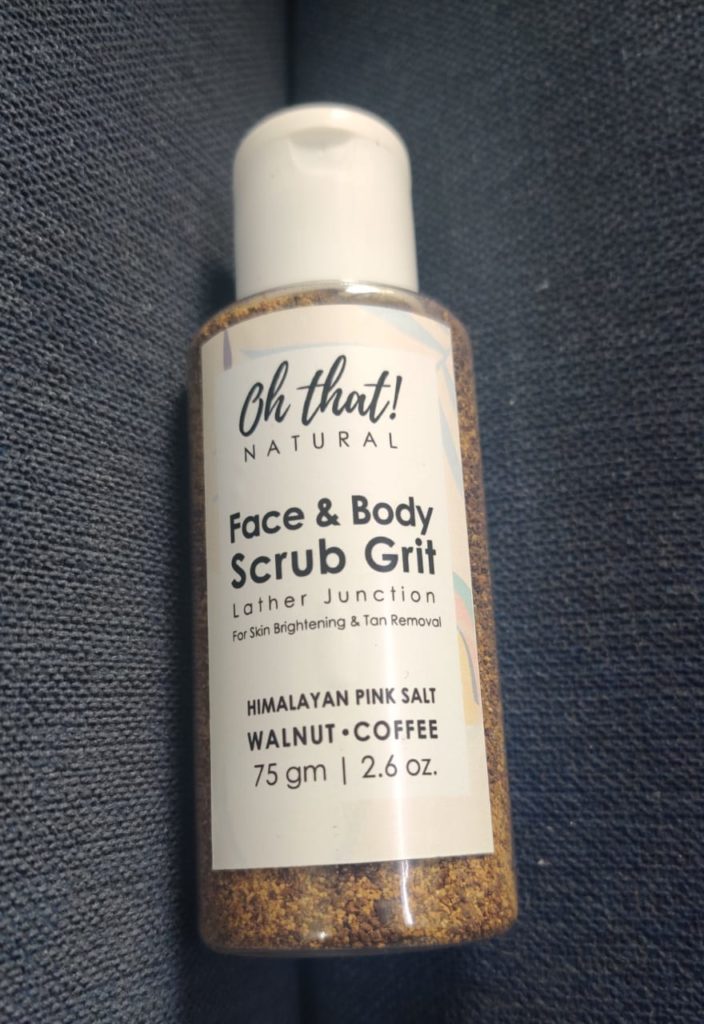 Oh that!
NATURAL
Face & Body
Scrub Grit
Lather Junction
For Skin Brightening & Tan Removal
HIMALAYAN PINK SALT
WALNUT • COFFEE
75 gm | 2.6 oz.